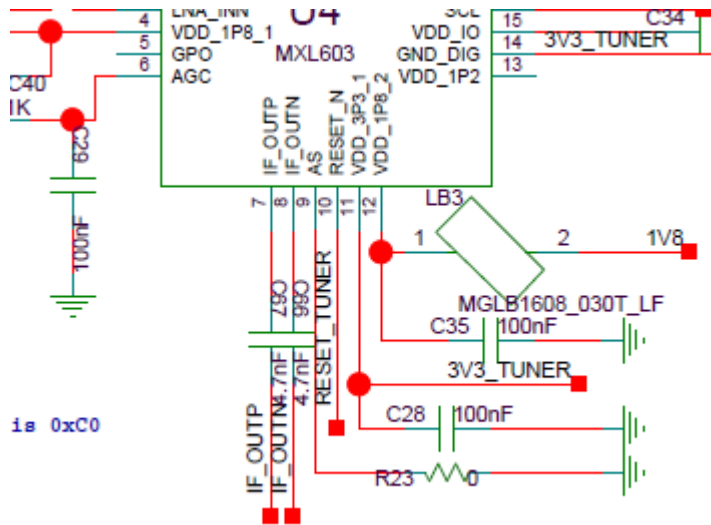 LNA_INN
U4
SCL
4
VDD_1P8_1
VDD_IO
15
C34
5
GPO
MXL603
GND_DIG
14
3V3_TUNER
6
AGC
VDD_1P2
13
C40
1K
C29
100nF
IF_OUTP
IF_OUTN
AS
RESET_N
VDD_3P3_1
VDD_1P8_2
7
8
9
10
11
12
LB3
1
2
1V8
MGLB1608_030T_LF
C67
C66
4.7nF
4.7nF
RESET_TUNER
C35
100nF
3V3_TUNER
C28
100nF
is 0xC0
IF_OUTP
IF_OUTN
R23
0